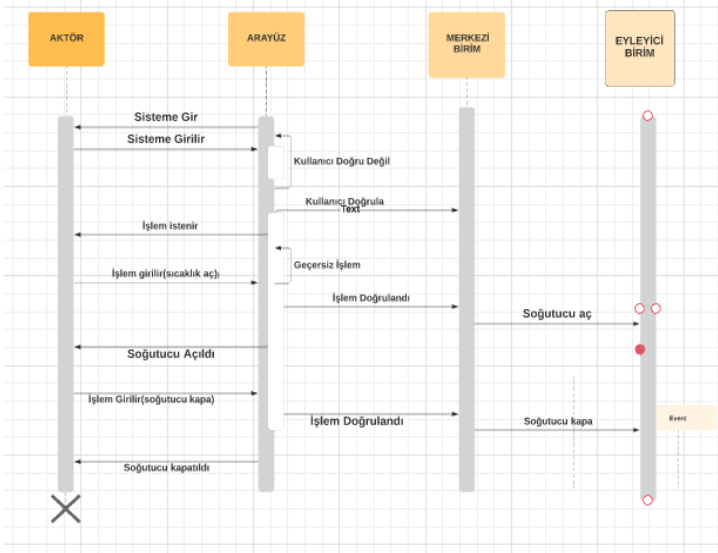 AKTÖR
ARAYÜZ
MERKEZİ
BİRİM
EYLEYİCİ
BİRİM
Sisteme Gir
Sisteme Girilir
Kullanıcı Doğru Değil
Kullanıcı Doğrula
Text
İşlem istenir
Geçersiz İşlem
İşlem girilir(sıcaklık aç)
İşlem Doğrulandı
Soğutucu aç
Soğutucu Açıldı
İşlem Girilir(soğutucu kapa)
İşlem Doğrulandı
Soğutucu kapa
Event
Soğutucu kapatıldı